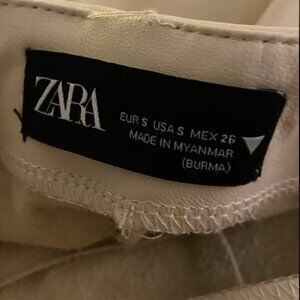 ZARA
EUR S USA S MEX 26
MADE IN MYANMAR
(BURMA)